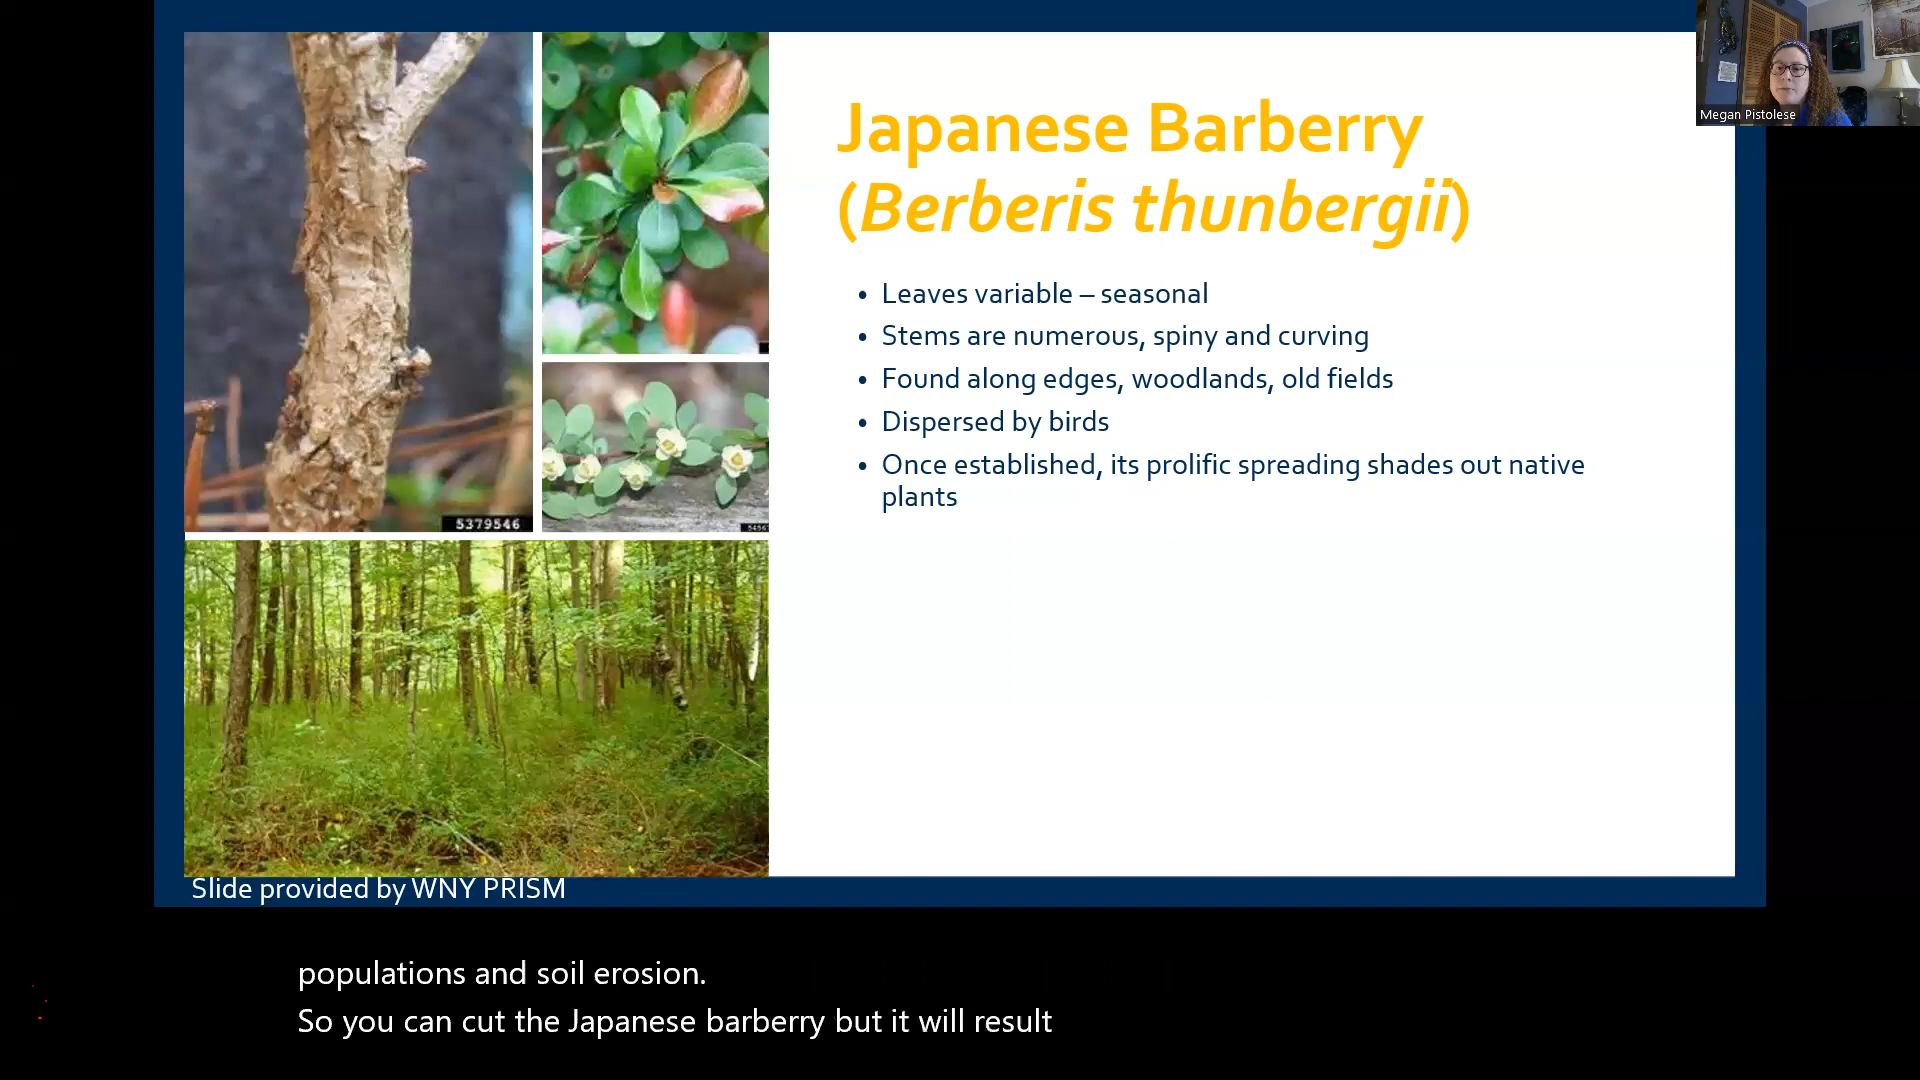 Megan Pistolese
Japanese Barberry
(Berberis thunbergii)
• Leaves variable – seasonal
• Stems are numerous, spiny and curving
• Found along edges, woodlands, old fields
• Dispersed by birds
• Once established, its prolific spreading shades out native
plants
5379546
Slide provided by WNY PRISM
populations and soil erosion.
So you can cut the Japanese barberry but it will result